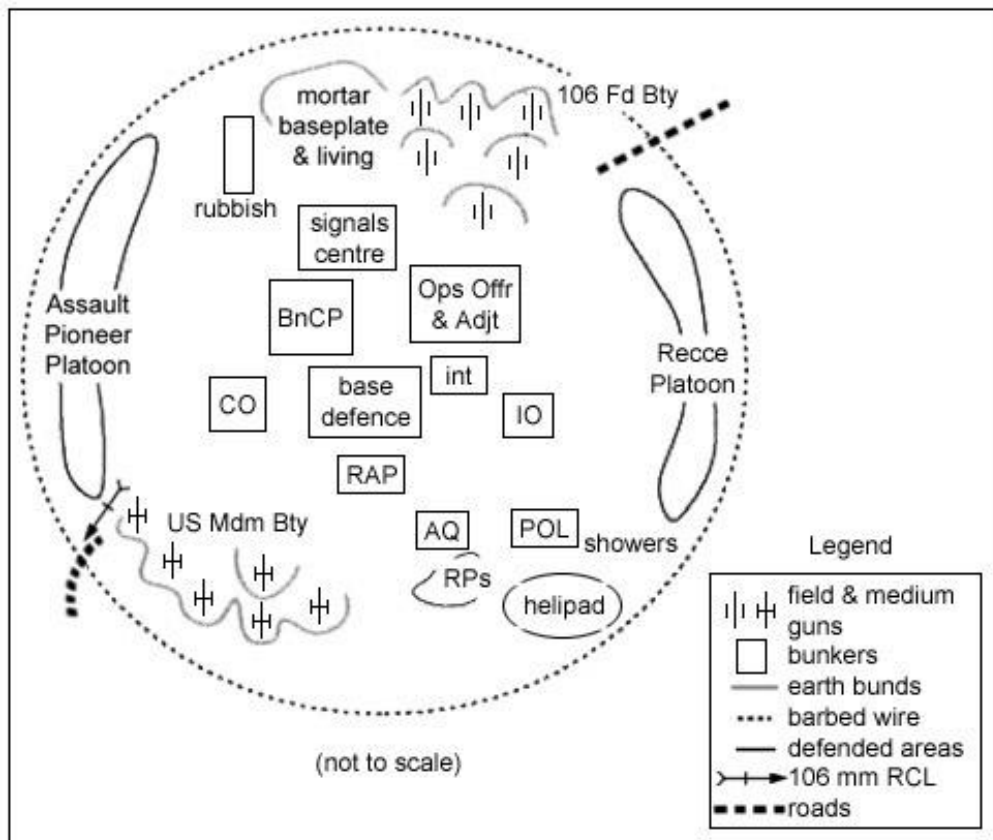 mortar
baseplate
& living
106 Fd Bty
rubbish
signals
centre
Assault
Pioneer
Platoon
BnCP
Ops Offr
& Adjt
Recce
Platoon
CO
base
defence
int
IO
RAP
US Mdm Bty
AQ
POL
showers
RPs
helipad
(not to scale)
Legend
field & medium
guns
bunkers
earth bunds
barbed wire
defended areas
106 mm RCL
roads